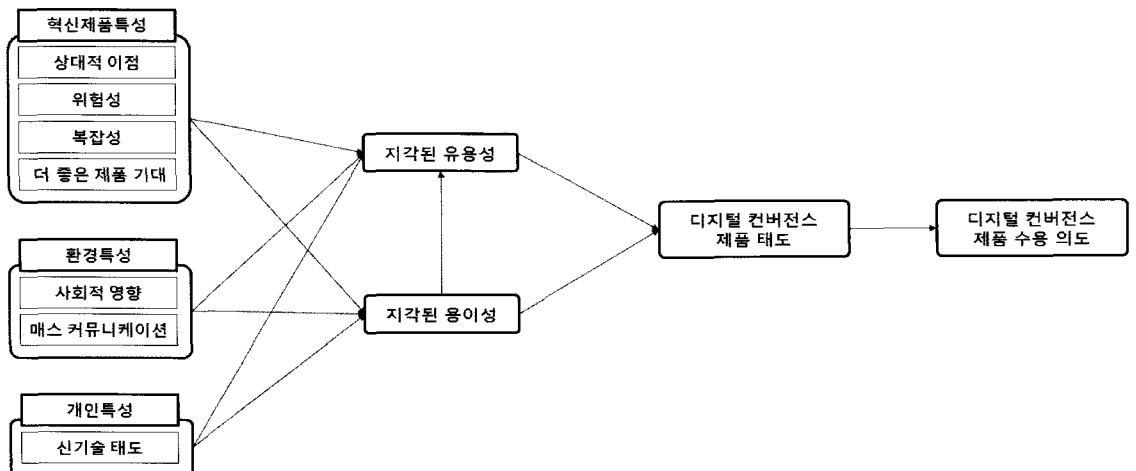 혁신제품특성
상대적 이점
위험성
복잡성
더 좋은 제품 기대
환경특성
사회적 영향
매스 커뮤니케이션
개인특성
신기술 태도
지각된 유용성
지각된 용이성
디지털 컨버전스
제품 태도
디지털 컨버전스
제품 수용 의도